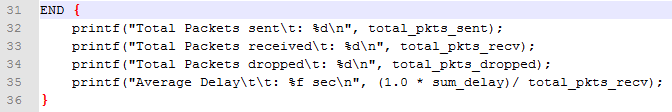 31 END {
32     printf("Total Packets sent\t: %d\n", total_pkts_sent);
33     printf("Total Packets received\t: %d\n", total_pkts_recv);
34     printf("Total Packets dropped\t: %d\n", total_pkts_dropped);
35     printf("Average Delay\t\t: %f sec\n", (1.0 * sum_delay)/ total_pkts_recv);
36 }